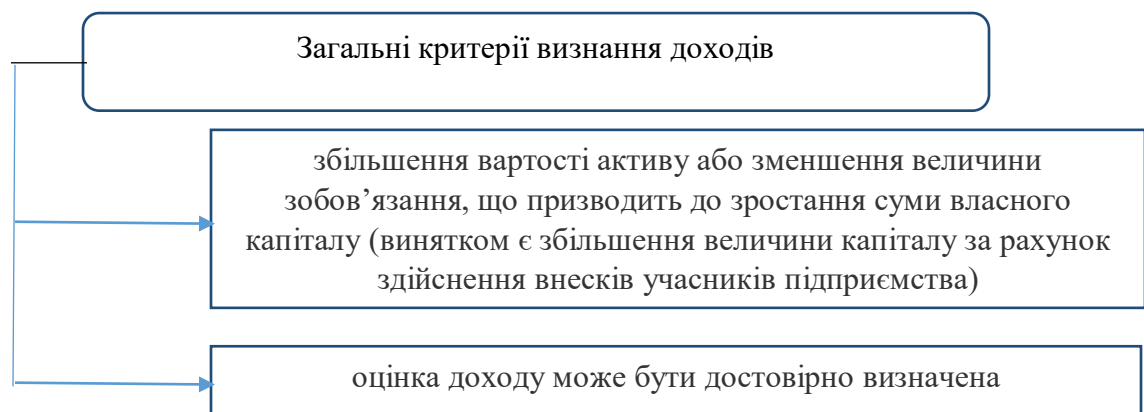 Загальні критерії визнання доходів
збільшення вартості активу або зменшення величини
зобов’язання, що призводить до зростання суми власного
капіталу (винятком є збільшення величини капіталу за рахунок
здійснення внесків учасників підприємства)
оцінка доходу може бути достовірно визначена